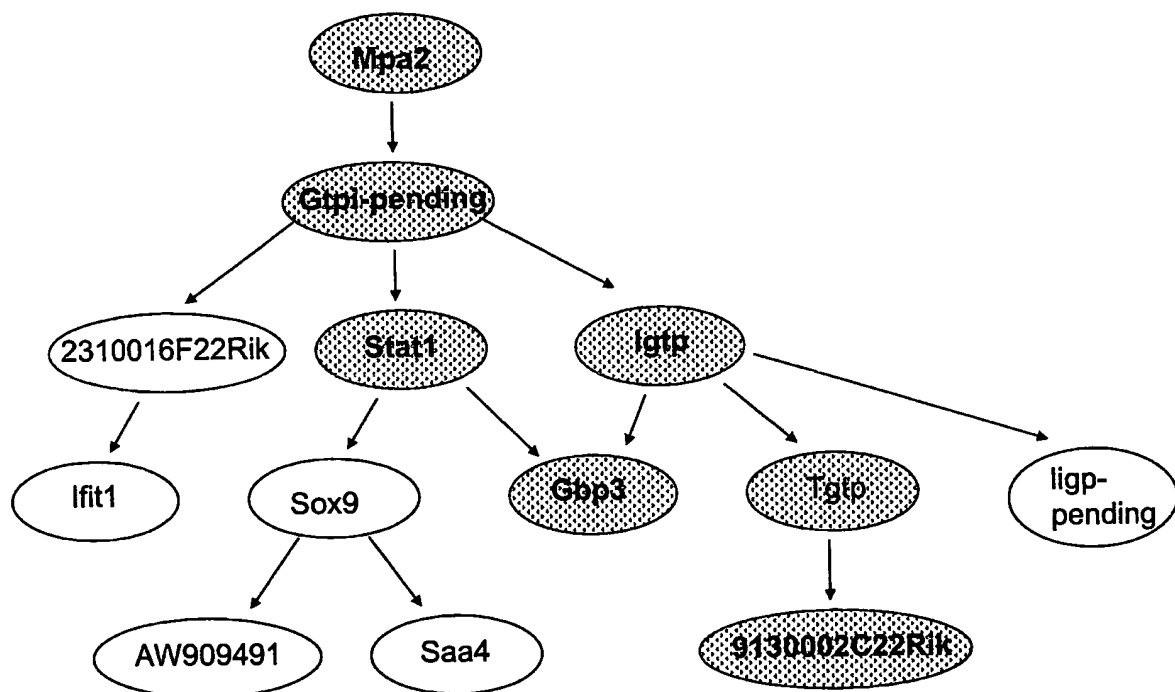 Mpa2
Gtpi-pending
2310016F22Rik
Stat1
Igtp
Ifit1
Sox9
Gbp3
Tgtp
Iigp-
pending
AW909491
Saa4
9130002C22Rik